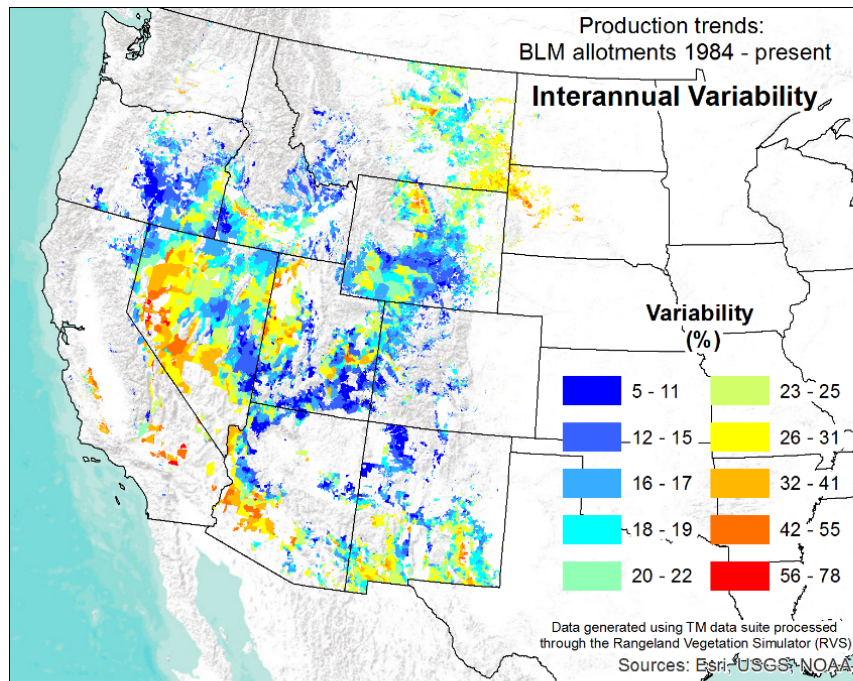 Production trends:
BLM allotments 1984 - present
Interannual Variability
Variability
(%)
5 - 11
12 - 15
16 - 17
18 - 19
20 - 22
23 - 25
26 - 31
32 - 41
42 - 55
56 - 78
Data generated using TM data suite processed
through the Rangeland Vegetation Simulator (RVS)
Sources: Esri, USGS, NOAA